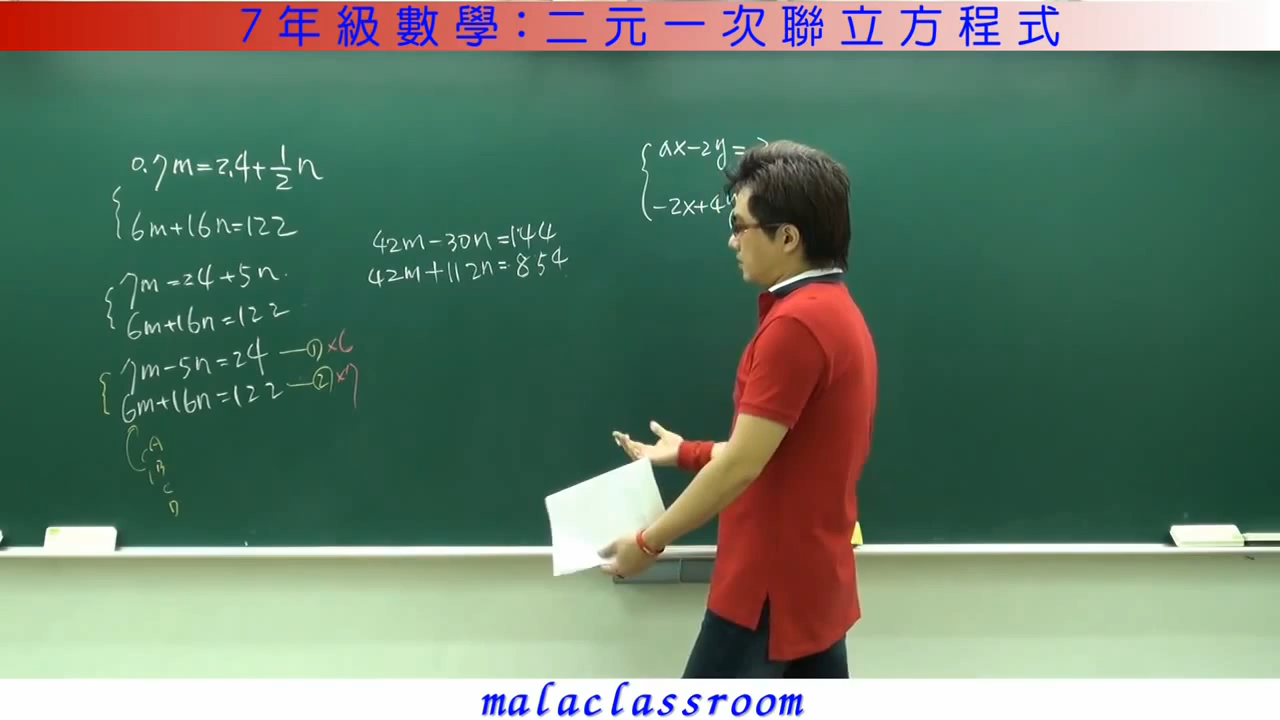 7年級數學:二元一次聯立方程式
0.7m=2.4+1/2n
6m+16n=122
7m=24+5n
6m+16n=122
7m-5n=24 —① ×6
6m+16n=122 —② ×7
A
B
C
D
42m-30n=144
42m+112n=854
ax-2y=
-2x+4y
malaclassroom